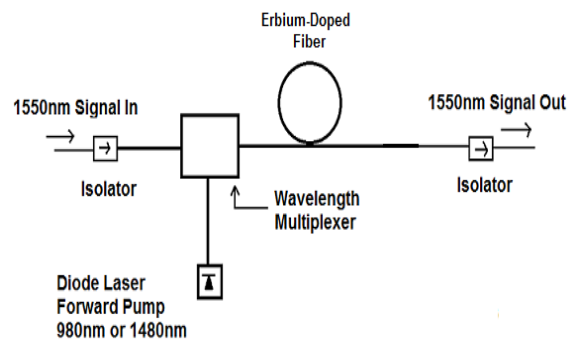 Erbium-Doped
Fiber
1550nm Signal In
1550nm Signal Out
Isolator
Wavelength
Multiplexer
Isolator
Diode Laser
Forward Pump
980nm or 1480nm